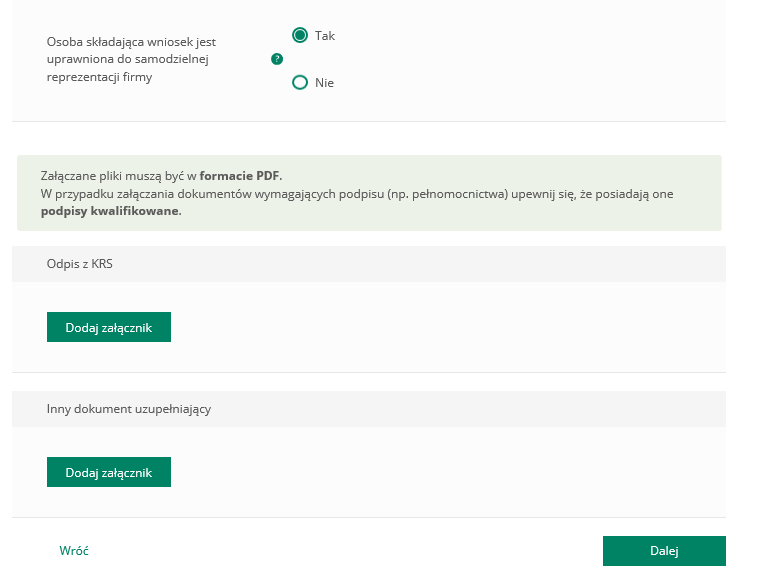 Osoba składająca wniosek jest
uprawniona do samodzielnej
reprezentacji firmy
?
Tak
Nie
Załączane pliki muszą być w formacie PDF.
W przypadku załączania dokumentów wymagających podpisu (np. pełnomocnictwa) upewnij się, że posiadają one
podpisy kwalifikowane.
Odpis z KRS
Dodaj załącznik
Inny dokument uzupełniający
Dodaj załącznik
Wróć
Dalej